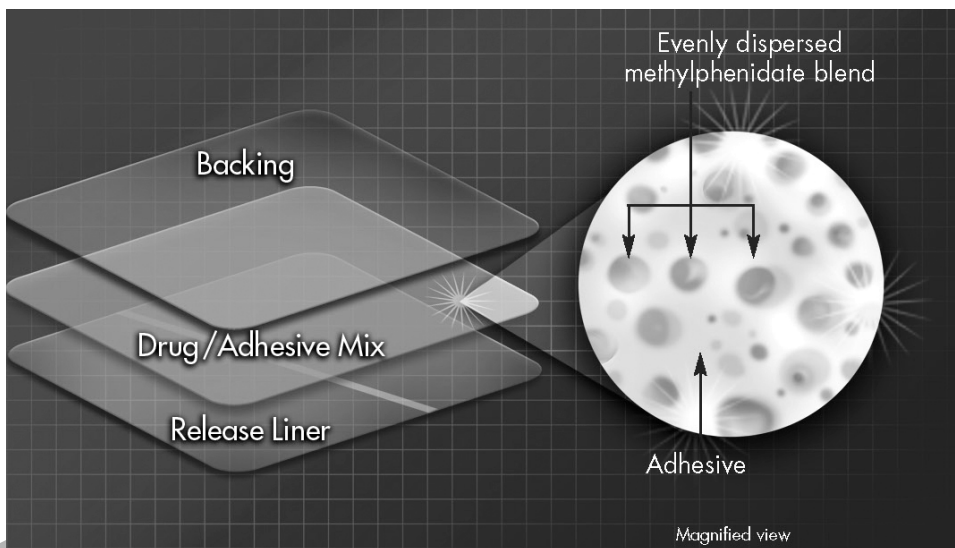 Evenly dispersed
methylphenidate blend
Backing
Drug/Adhesive Mix
Release Liner
Adhesive
Magnified view